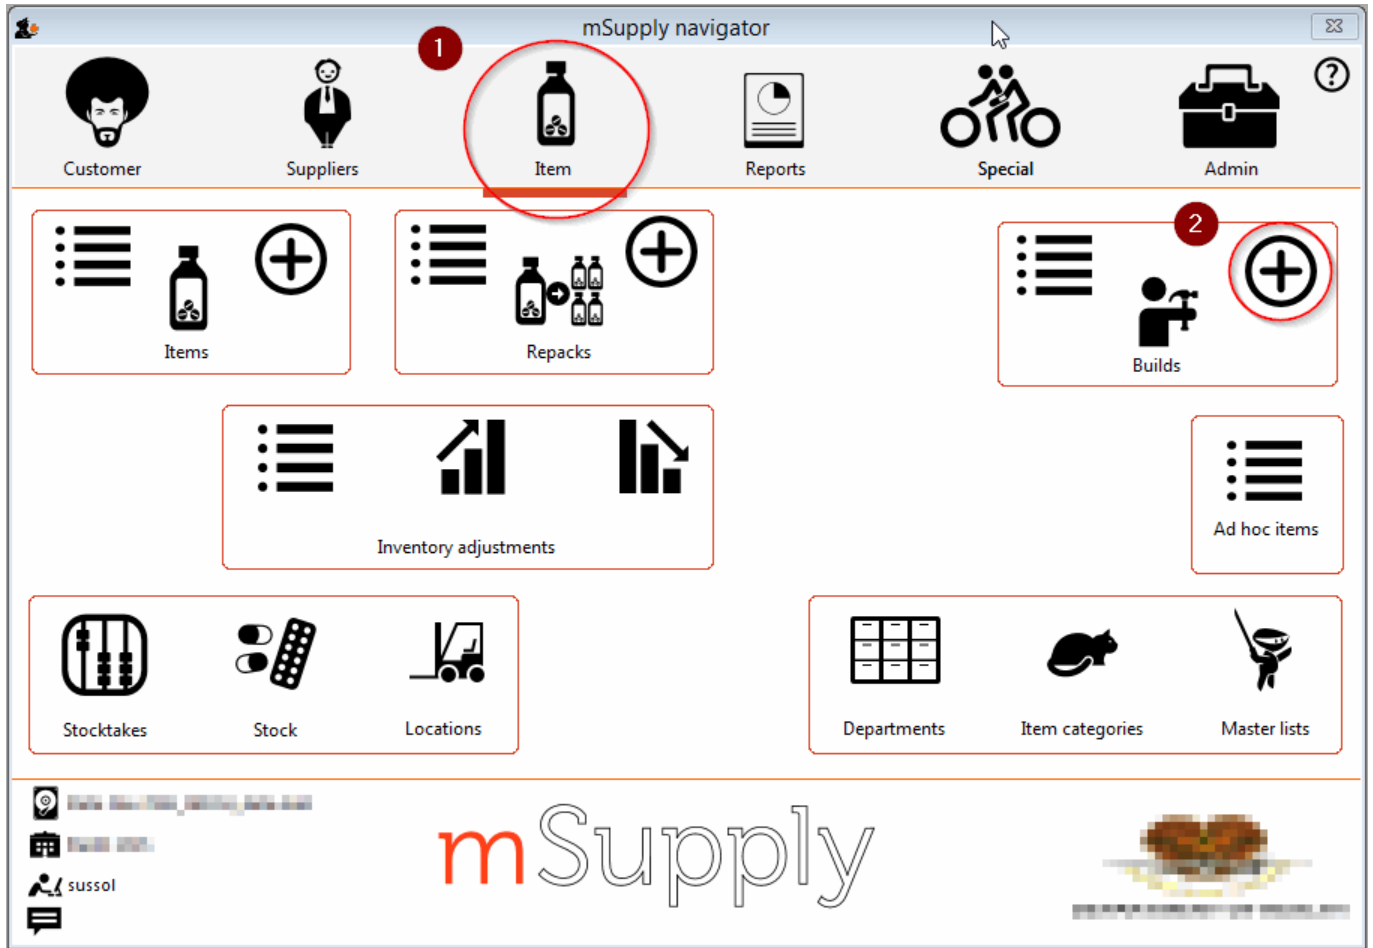 mSupply navigator
1
Customer
Suppliers
Item
Reports
Special
Admin
?
2
Items
Repacks
Builds
Inventory adjustments
Ad hoc items
Stocktakes
Stock
Locations
Departments
Item categories
Master lists
sussol
mSupply